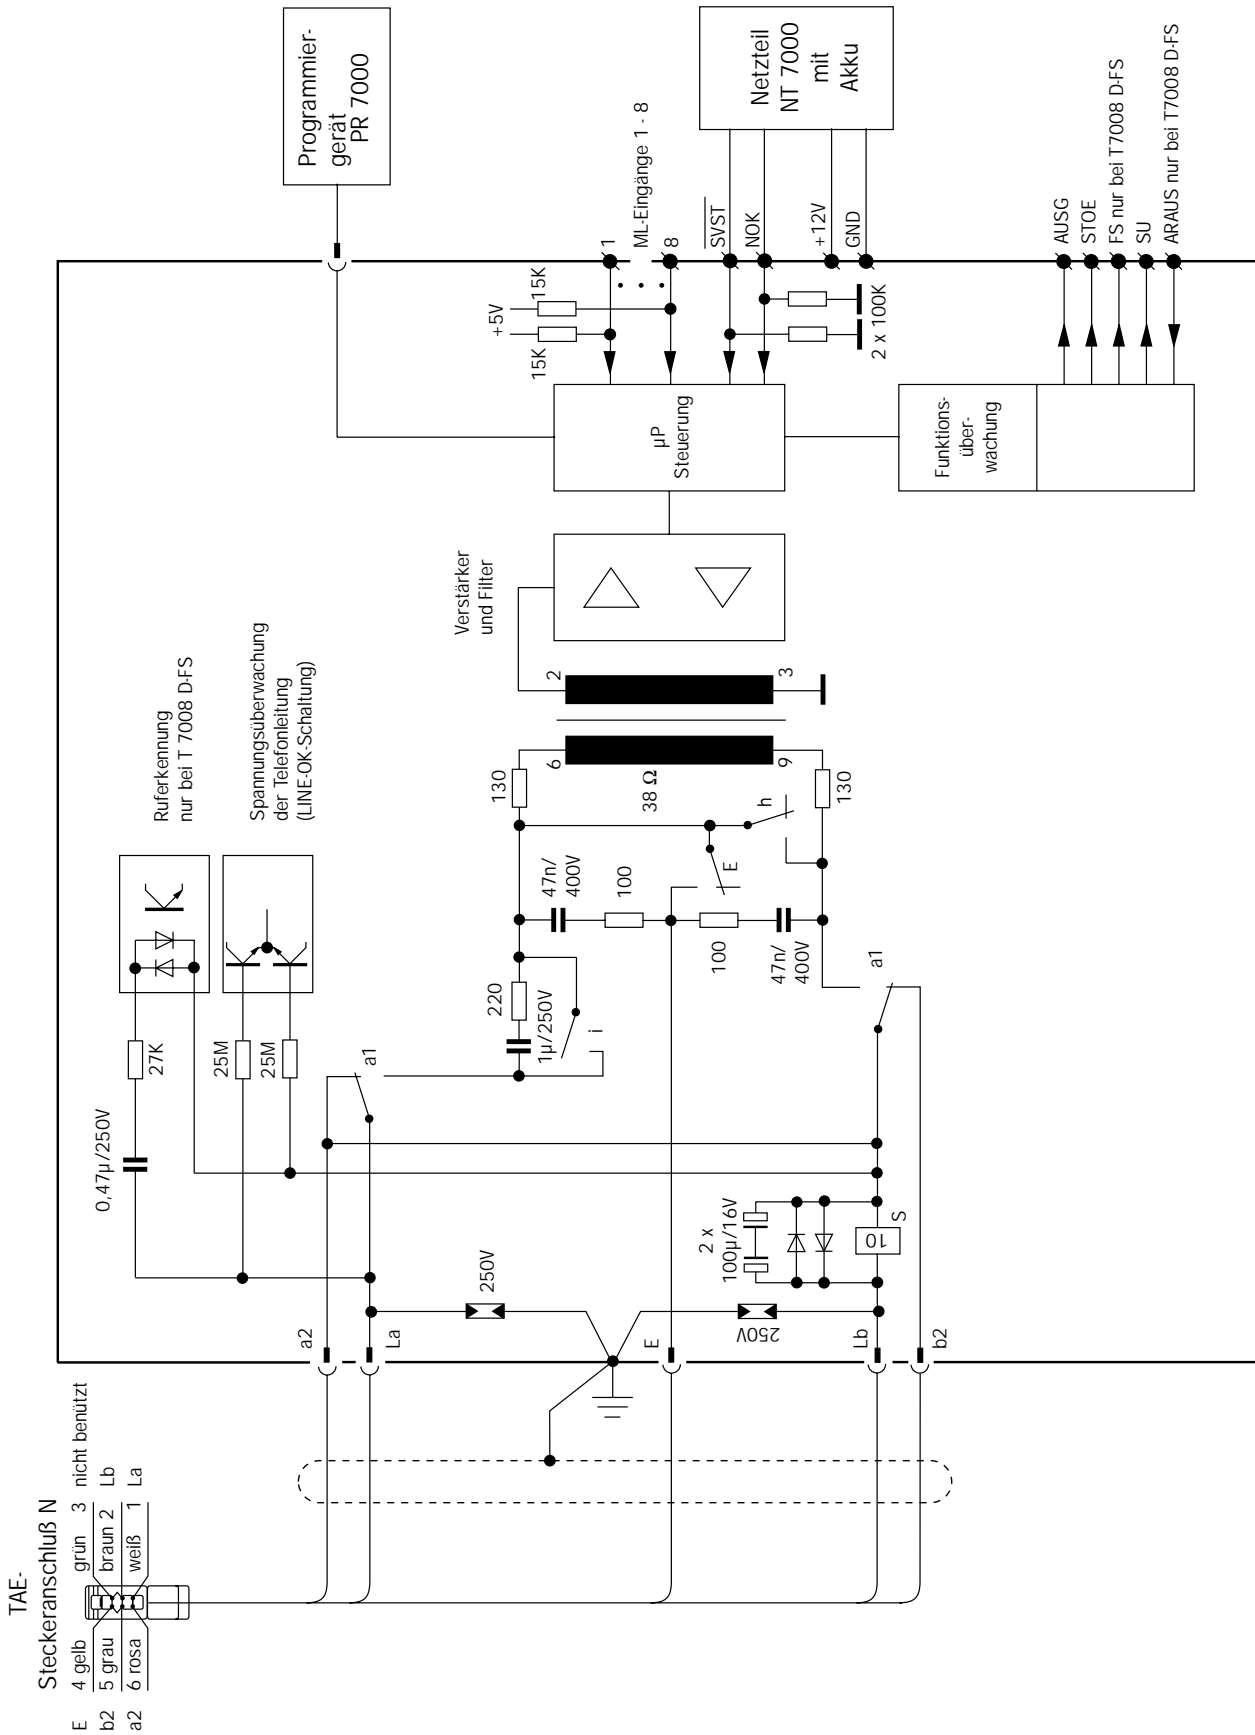 TAE-
Steckeranschluß N
E 4 gelb grün 3 nicht benützt
b2 5 grau braun 2 Lb
a2 6 rosa weiß 1 La
a2
La
E
Lb
b2
250V
250V
0,47µ/250V
27K
25M
25M
Ruferkennung
nur bei T 7008 D-FS
Spannungsüberwachung
der Telefonleitung
(LINE-OK-Schaltung)
2 x
100µ/16V
10
S
a1
a1
1µ/250V
220
i
47n/
400V
100
100
47n/
400V
E
h
130
130
38 Ω
6
9
2
3
Verstärker
und Filter
µP
Steuerung
Funktions-
über-
wachung
15K
+5V
15K
2 x 100K
1
ML-Eingänge 1 - 8
8
SVST
NOK
+12V
GND
AUSG
STOE
FS nur bei T7008 D-FS
SU
ARAUS nur bei T7008 D-FS
Programmier-
gerät
PR 7000
Netzteil
NT 7000
mit
Akku